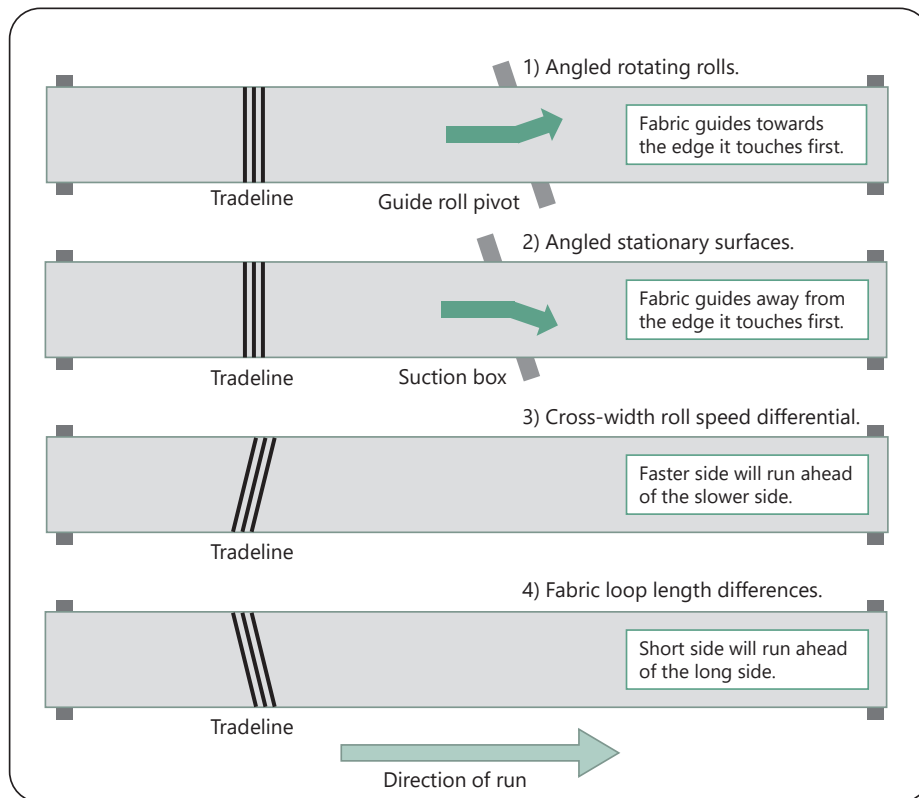 1) Angled rotating rolls.
Fabric guides towards
the edge it touches first.
Tradeline
Guide roll pivot
2) Angled stationary surfaces.
Fabric guides away from
the edge it touches first.
Tradeline
Suction box
3) Cross-width roll speed differential.
Faster side will run ahead
of the slower side.
Tradeline
4) Fabric loop length differences.
Short side will run ahead
of the long side.
Tradeline
Direction of run